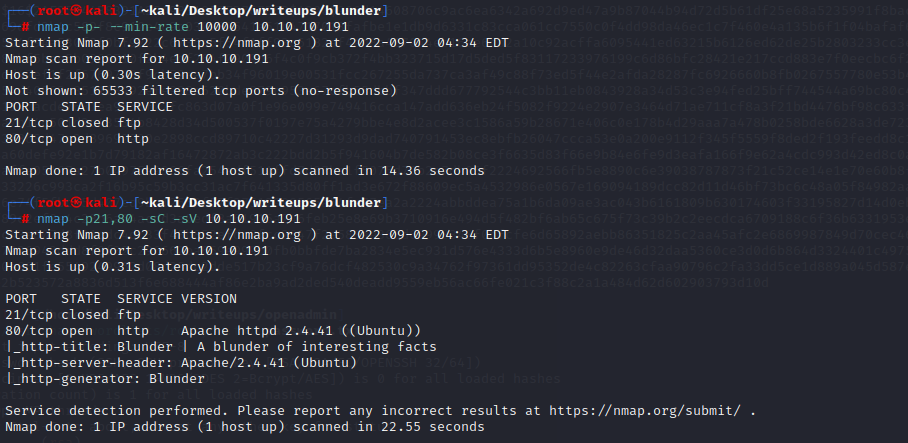 ┌──(root㉿kali)-[~kali/Desktop/writeups/blunder]
└─# nmap -p- --min-rate 10000  10.10.10.191
Starting Nmap 7.92 ( https://nmap.org ) at 2022-09-02 04:34 EDT
Nmap scan report for 10.10.10.191
Host is up (0.30s latency).
Not shown: 65533 filtered tcp ports (no-response)
PORT   STATE  SERVICE
21/tcp closed ftp
80/tcp open   http

Nmap done: 1 IP address (1 host up) scanned in 14.36 seconds

┌──(root㉿kali)-[~kali/Desktop/writeups/blunder]
└─# nmap -p21,80 -sC -sV 10.10.10.191
Starting Nmap 7.92 ( https://nmap.org ) at 2022-09-02 04:34 EDT
Nmap scan report for 10.10.10.191
Host is up (0.31s latency).

PORT   STATE  SERVICE VERSION
21/tcp closed ftp
80/tcp open   http    Apache httpd 2.4.41 ((Ubuntu))
|_http-title: Blunder | A blunder of interesting facts
|_http-server-header: Apache/2.4.41 (Ubuntu)
|_http-generator: Blunder

Service detection performed. Please report any incorrect results at https://nmap.org/submit/ .
Nmap done: 1 IP address (1 host up) scanned in 22.55 seconds